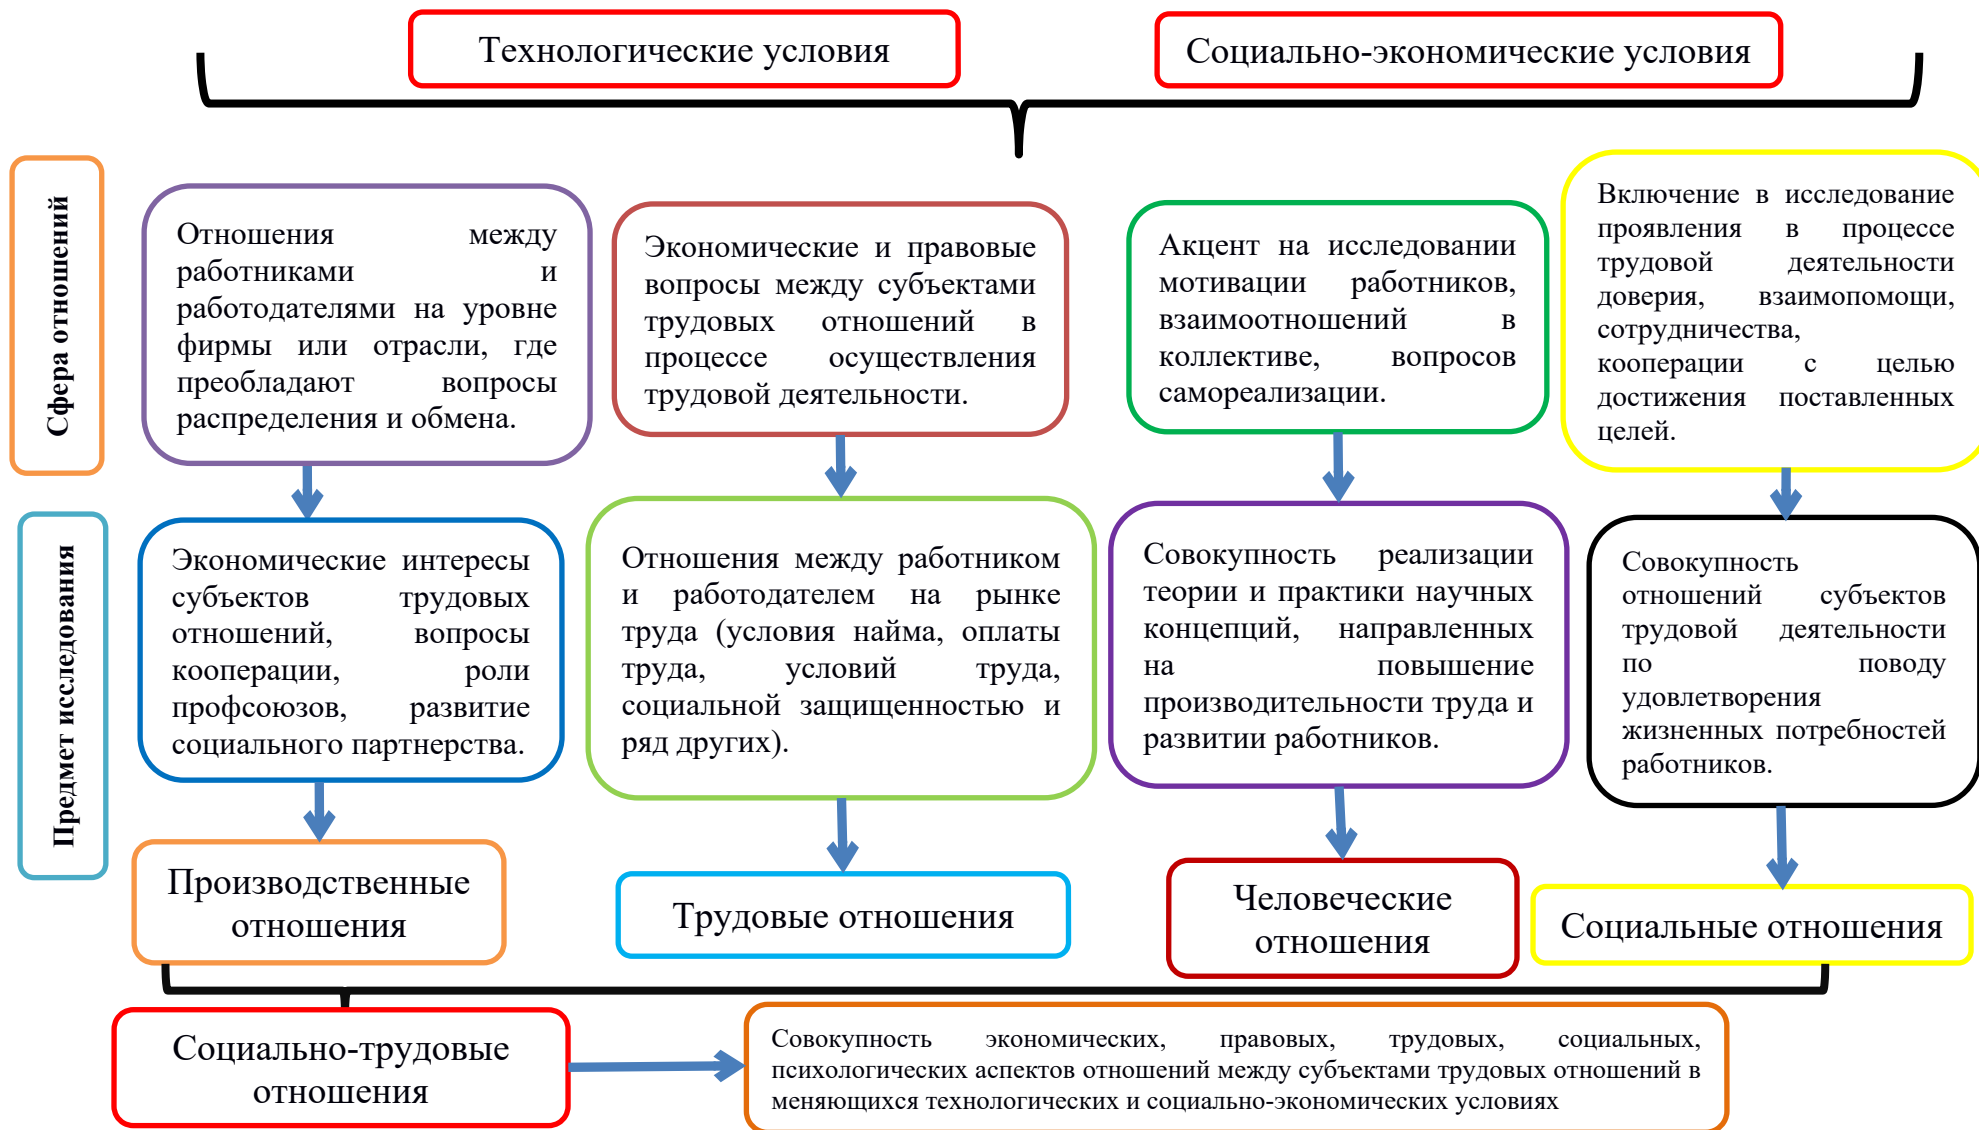 Технологические условия
Социально-экономические условия
Сфера отношений
Отношения между
работниками и
работодателями на уровне
фирмы или отрасли, где
преобладают вопросы
распределения и обмена.
Экономические и правовые
вопросы между субъектами
трудовых отношений в
процессе осуществления
трудовой деятельности.
Акцент на исследовании
мотивации работников,
взаимоотношений в
коллективе, вопросов
самореализации.
Включение в исследование
проявления в процессе
трудовой деятельности
доверия, взаимопомощи,
сотрудничества,
кооперации с целью
достижения поставленных
целей.
Предмет исследования
Экономические интересы
субъектов трудовых
отношений, вопросы
кооперации, роли
профсоюзов, развитие
социального партнерства.
Отношения между работником
и работодателем на рынке
труда (условия найма, оплаты
труда, условий труда,
социальной защищенностью и
ряд других).
Совокупность реализации
теории и практики научных
концепций, направленных
на повышение
производительности труда и
развитии работников.
Совокупность
отношений субъектов
трудовой деятельности
по поводу
удовлетворения
жизненных потребностей
работников.
Производственные
отношения
Трудовые отношения
Человеческие
отношения
Социальные отношения
Социально-трудовые
отношения
Совокупность экономических, правовых, трудовых, социальных,
психологических аспектов отношений между субъектами трудовых отношений в
меняющихся технологических и социально-экономических условиях